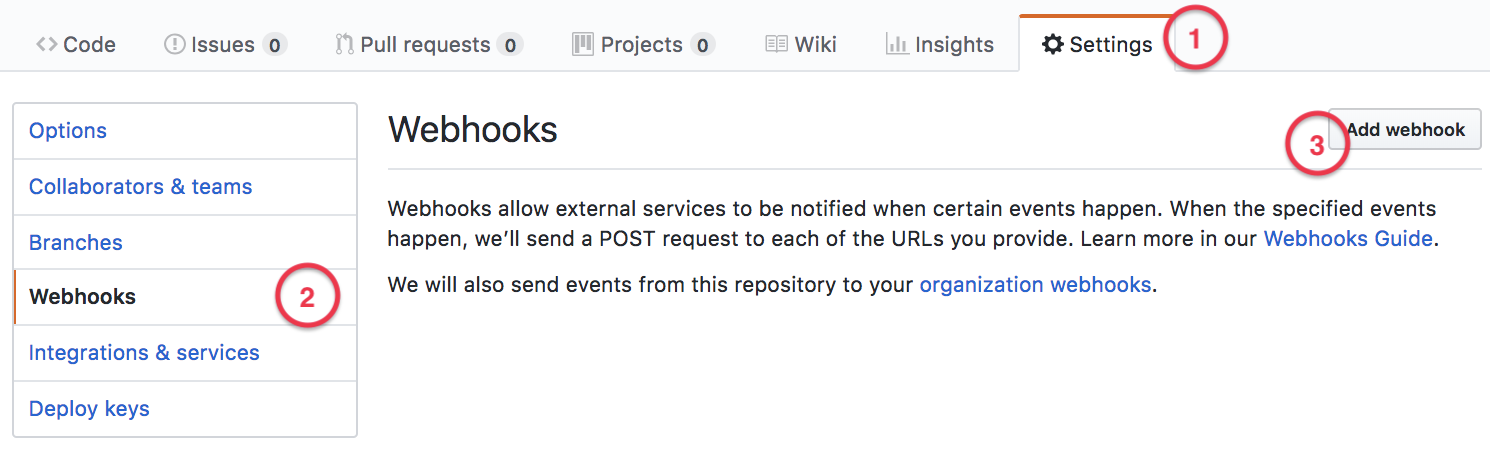 Code Issues 0 Pull requests 0 Projects 0 Wiki Insights Settings 1
Options
Collaborators & teams
Branches
Webhooks 2
Integrations & services
Deploy keys
Webhooks
3 Add webhook
Webhooks allow external services to be notified when certain events happen. When the specified events
happen, we’ll send a POST request to each of the URLs you provide. Learn more in our Webhooks Guide.
We will also send events from this repository to your organization webhooks.